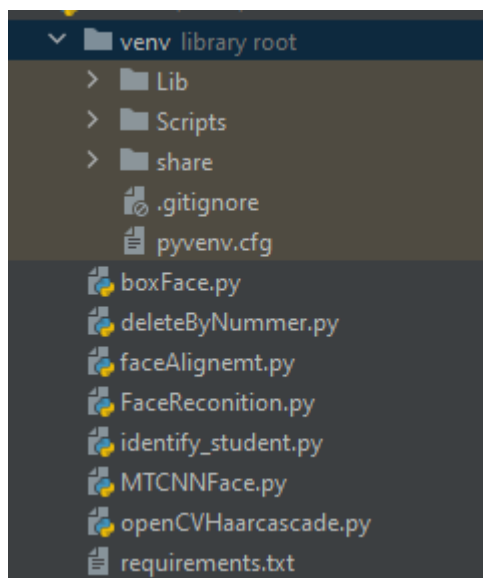 venv library root
Lib
Scripts
share
.gitignore
pyvenv.cfg
boxFace.py
deleteByNummer.py
faceAlignemt.py
FaceReconition.py
identify_student.py
MTCNNFace.py
openCVHaarcascade.py
requirements.txt